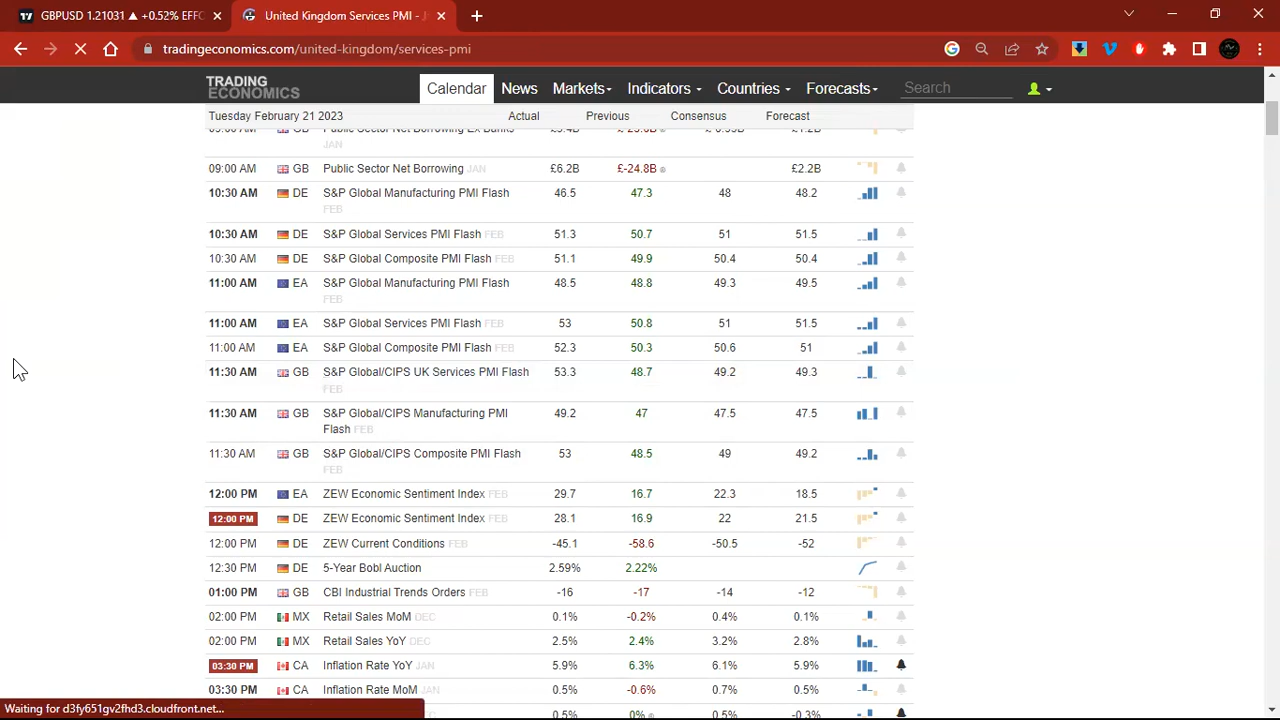 GBPUSD 1.21031 ▲ +0.52% EFFC
United Kingdom Services PMI - J
tradingeconomics.com/united-kingdom/services-pmi
TRADING ECONOMICS
Calendar News Markets Indicators Countries Forecasts Search
Tuesday February 21 2023 Actual Previous Consensus Forecast
Public Sector Net Borrowing Ex Banks
JAN
09:00 AM GB Public Sector Net Borrowing JAN £6.2B £-24.8B £2.2B
10:30 AM DE S&P Global Manufacturing PMI Flash 46.5 47.3 48 48.2
FEB
10:30 AM DE S&P Global Services PMI Flash FEB 51.3 50.7 51 51.5
10:30 AM DE S&P Global Composite PMI Flash FEB 51.1 49.9 50.4 50.4
11:00 AM EA S&P Global Manufacturing PMI Flash 48.5 48.8 49.3 49.5
FEB
11:00 AM EA S&P Global Services PMI Flash FEB 53 50.8 51 51.5
11:00 AM EA S&P Global Composite PMI Flash FEB 52.3 50.3 50.6 51
11:30 AM GB S&P Global/CIPS UK Services PMI Flash 53.3 48.7 49.2 49.3
FEB
11:30 AM GB S&P Global/CIPS Manufacturing PMI 49.2 47 47.5 47.5
Flash FEB
11:30 AM GB S&P Global/CIPS Composite PMI Flash 53 48.5 49 49.2
FEB
12:00 PM EA ZEW Economic Sentiment Index FEB 29.7 16.7 22.3 18.5
12:00 PM DE ZEW Economic Sentiment Index FEB 28.1 16.9 22 21.5
12:00 PM DE ZEW Current Conditions FEB -45.1 -58.6 -50.5 -52
12:30 PM DE 5-Year Bobl Auction 2.59% 2.22%
01:00 PM GB CBI Industrial Trends Orders FEB -16 -17 -14 -12
02:00 PM MX Retail Sales MoM DEC 0.1% -0.2% 0.4% 0.1%
02:00 PM MX Retail Sales YoY DEC 2.5% 2.4% 3.2% 2.8%
03:30 PM CA Inflation Rate YoY JAN 5.9% 6.3% 6.1% 5.9%
03:30 PM CA Inflation Rate MoM JAN 0.5% -0.6% 0.7% 0.5%
0.5% 0% 0.5% -0.3%
Waiting for d3fy651gv2fhd3.cloudfront.net...